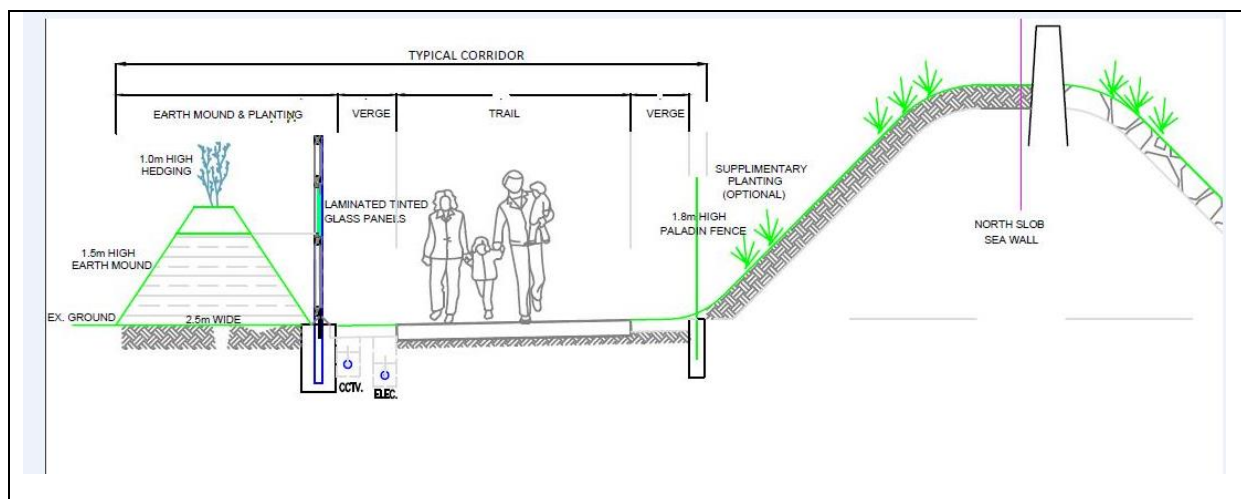 TYPICAL CORRIDOR
EARTH MOUND & PLANTING
VERGE
TRAIL
VERGE
1.0m HIGH
HEDGING
LAMINATED TINTED
GLASS PANELS
SUPPLIMENTARY
PLANTING
(OPTIONAL)
1.8m HIGH
PALADIN FENCE
NORTH SLOB
SEA WALL
1.5m HIGH
EARTH MOUND
EX. GROUND
2.5m WIDE
CCTV.
ELEC.